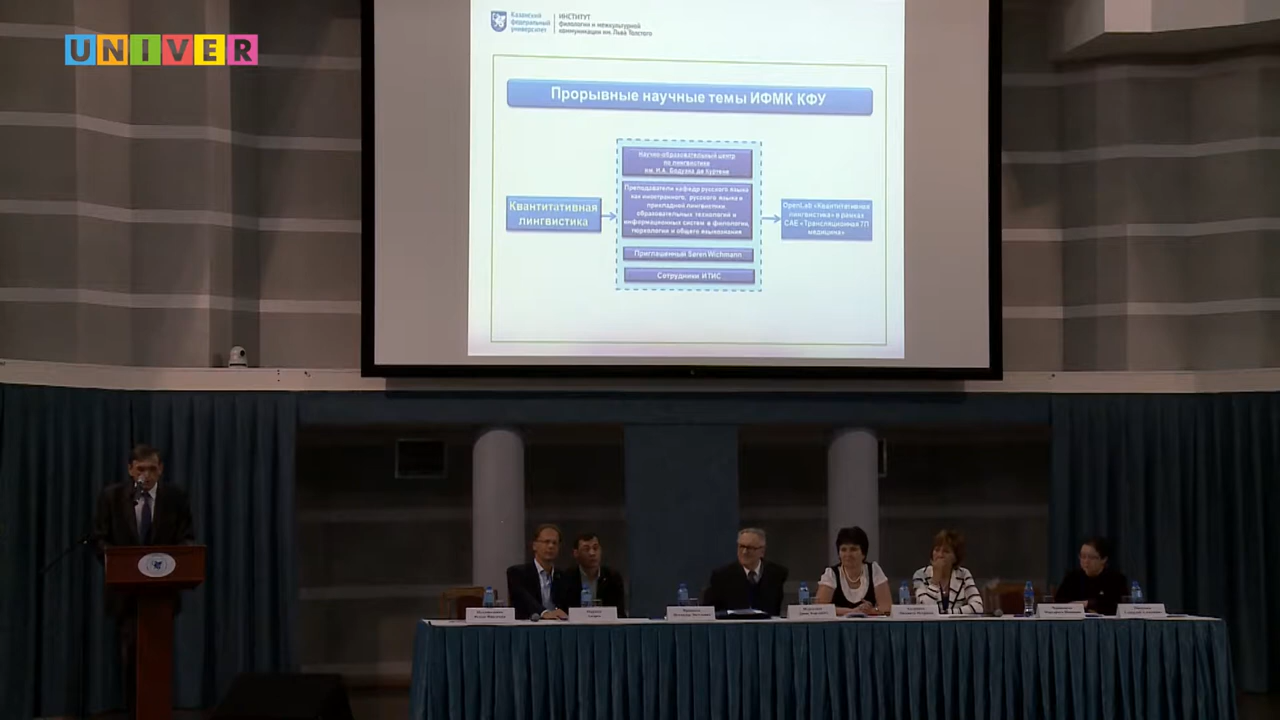 UNIVER
Казанский
федеральный
университет
ИНСТИТУТ
филологии и межкультурной
коммуникации им. Льва Толстого
Прорывные научные темы ИФМК КФУ
Квантитативная
лингвистика
Научно-образовательный центр
по лингвистике
им. И.А. Бодуэна де Куртене
Преподаватели кафедр русского языка
как иностранного, русского языка и
прикладной лингвистики,
образовательных технологий и
информационных систем в филологии,
тюркологии и общего языкознания
Приглашенный Søren Wichmann
Сотрудники ИТИС
OpenLab «Квантитативная
лингвистика» в рамках
САЕ «Трансляционная 7П
медицина»